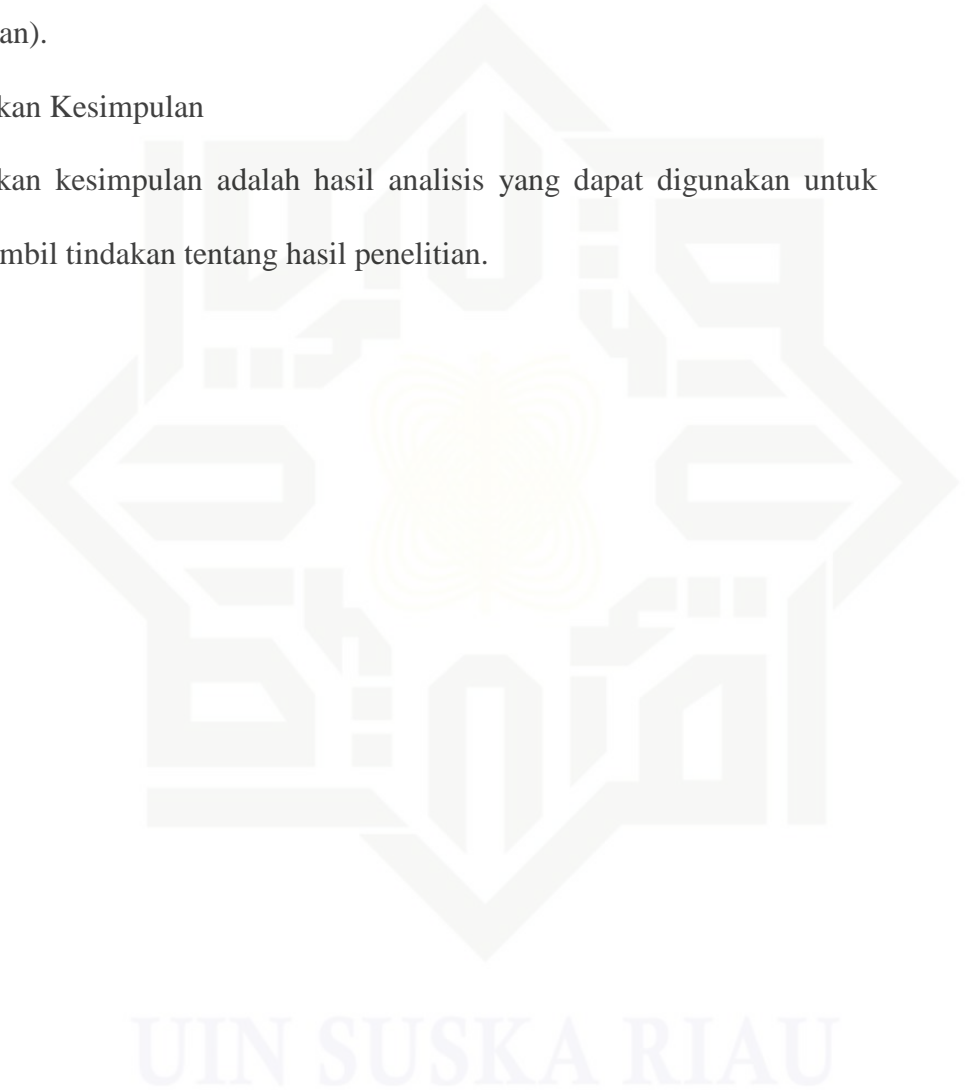 an).
kan Kesimpulan
kan kesimpulan adalah hasil analisis yang dapat digunakan untuk
mbil tindakan tentang hasil penelitian.
UIN SUSKA RIAU